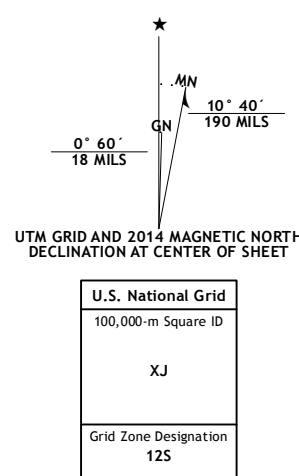 ★
MN
GN
10° 40´
190 MILS
0° 60´
18 MILS
UTM GRID AND 2014 MAGNETIC NORTH
DECLINATION AT CENTER OF SHEET
U.S. National Grid
100,000-m Square ID
XJ
Grid Zone Designation
12S